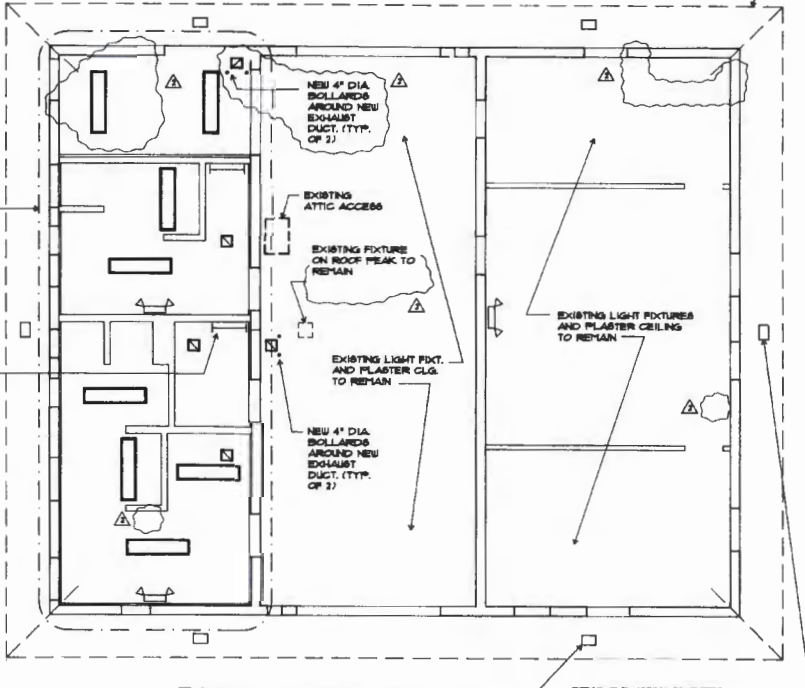 NEW 4" DIA.
BOLLARDS
AROUND NEW
EXHAUST
DUCT. (TYP.
OF 2)
EXISTING
ATTIC ACCESS
EXISTING FIXTURE
ON ROOF PEAK TO
REMAIN
EXISTING LIGHT FIXTURES
AND PLASTER CEILING
TO REMAIN
EXISTING LIGHT FIXT.
AND PLASTER CLG.
TO REMAIN
NEW 4" DIA.
BOLLARDS
AROUND NEW
EXHAUST
DUCT. (TYP.
OF 2)